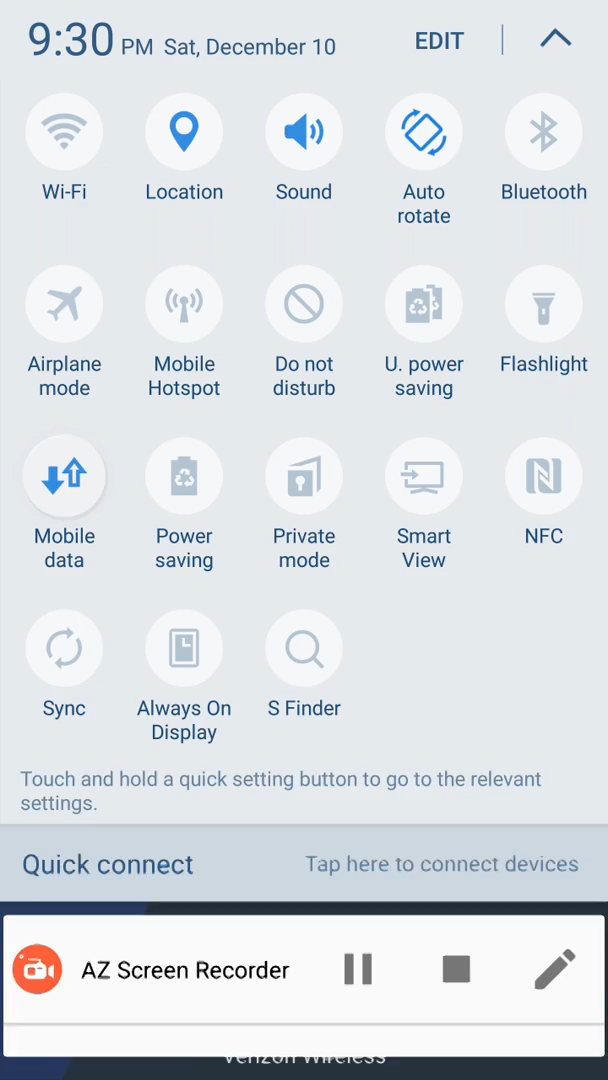 9:30 PM Sat, December 10 EDIT
Wi-Fi Location Sound Auto rotate Bluetooth
Airplane mode Mobile Hotspot Do not disturb U. power saving Flashlight
Mobile data Power saving Private mode Smart View NFC
Sync Always On Display S Finder
Touch and hold a quick setting button to go to the relevant
settings.
Quick connect Tap here to connect devices
AZ Screen Recorder
Verizon Wireless